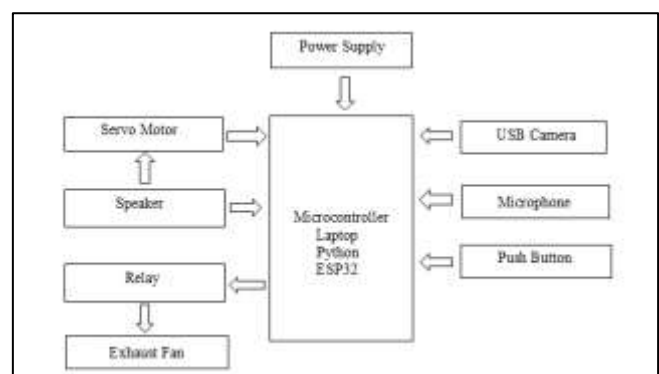 Power Supply
Servo Motor
USB Camera
Speaker
Microphone
Microcontroller
Laptop
Python
ESP32
Push Button
Relay
Exhaust Fan